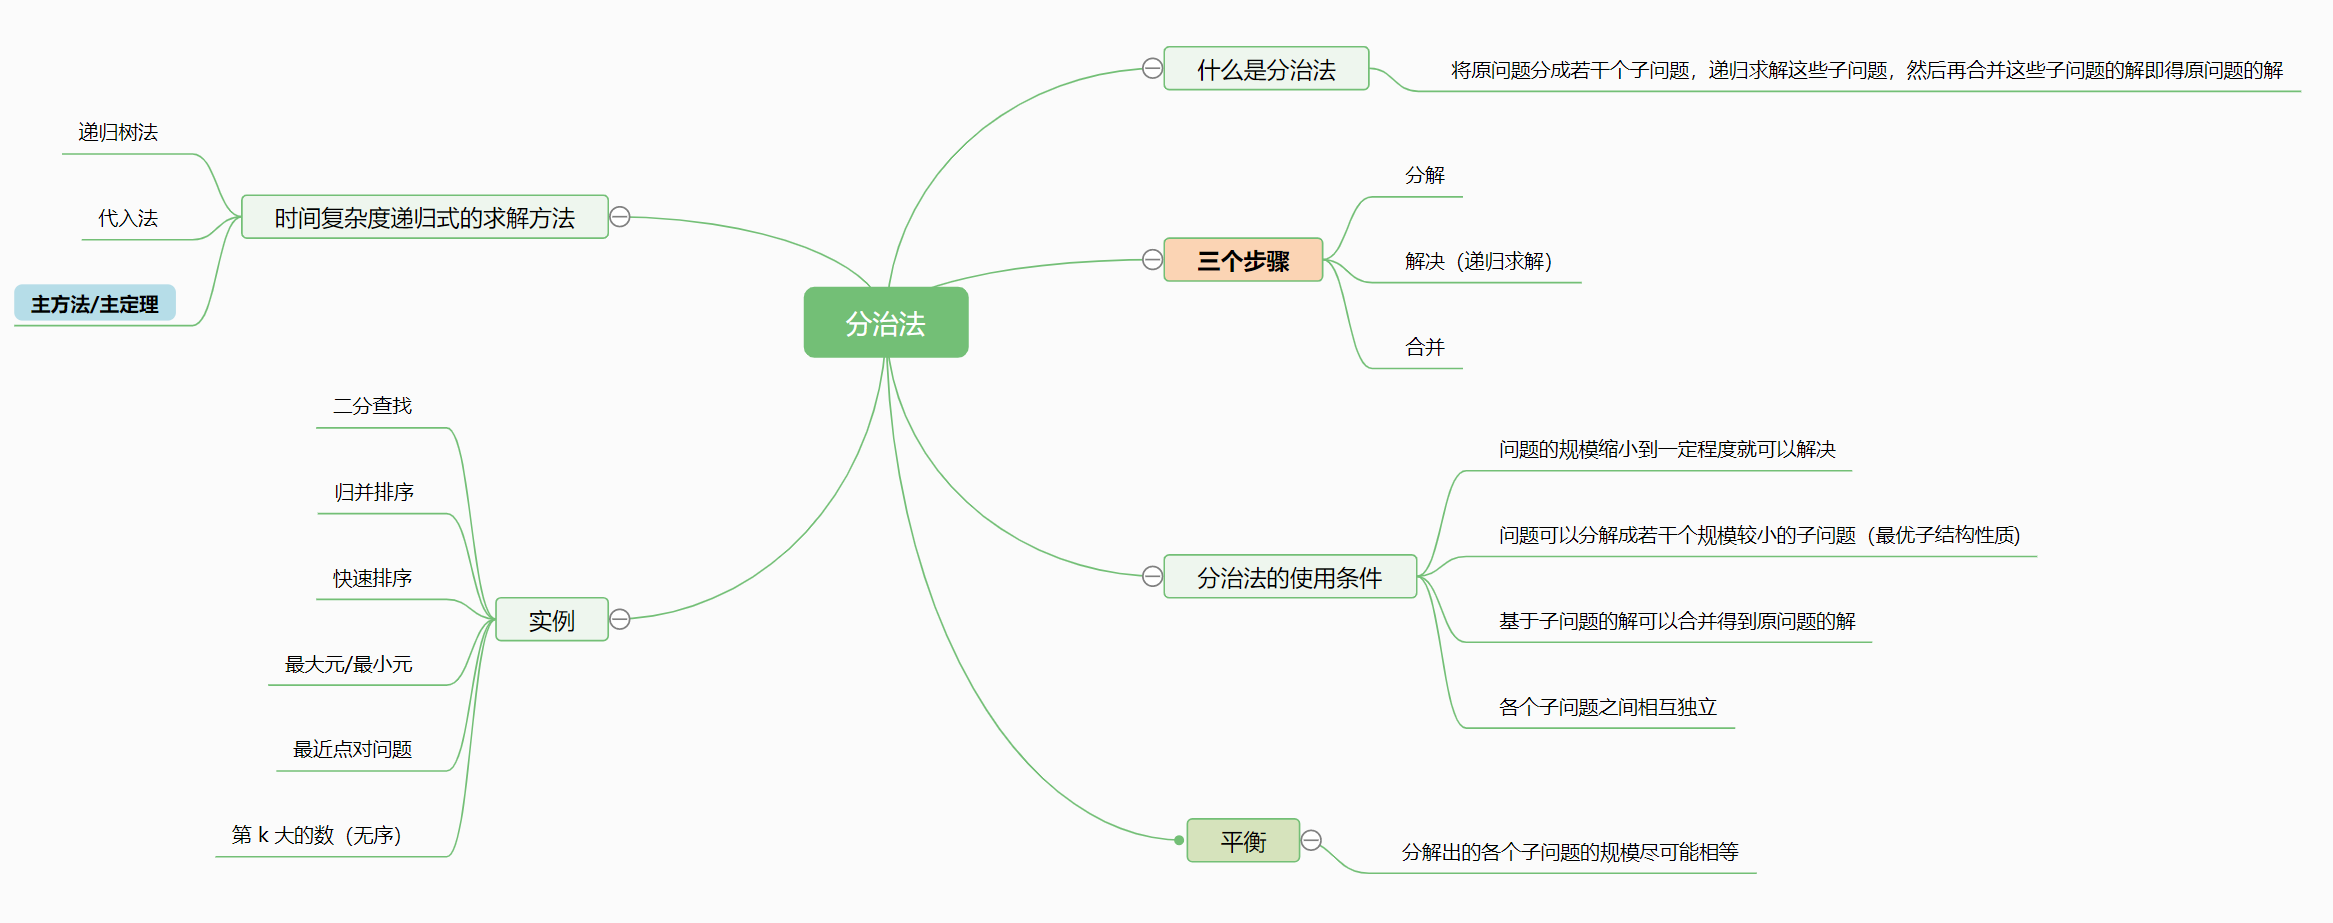 分治法
什么是分治法
将原问题分成若干个子问题，递归求解这些子问题，然后再合并这些子问题的解即得原问题的解
三个步骤
分解
解决（递归求解）
合并
分治法的使用条件
问题的规模缩小到一定程度就可以解决
问题可以分解成若干个规模较小的子问题（最优子结构性质)
基于子问题的解可以合并得到原问题的解
各个子问题之间相互独立
平衡
分解出的各个子问题的规模尽可能相等
时间复杂度递归式的求解方法
递归树法
代入法
主方法/主定理
实例
二分查找
归并排序
快速排序
最大元/最小元
最近点对问题
第 k 大的数（无序）